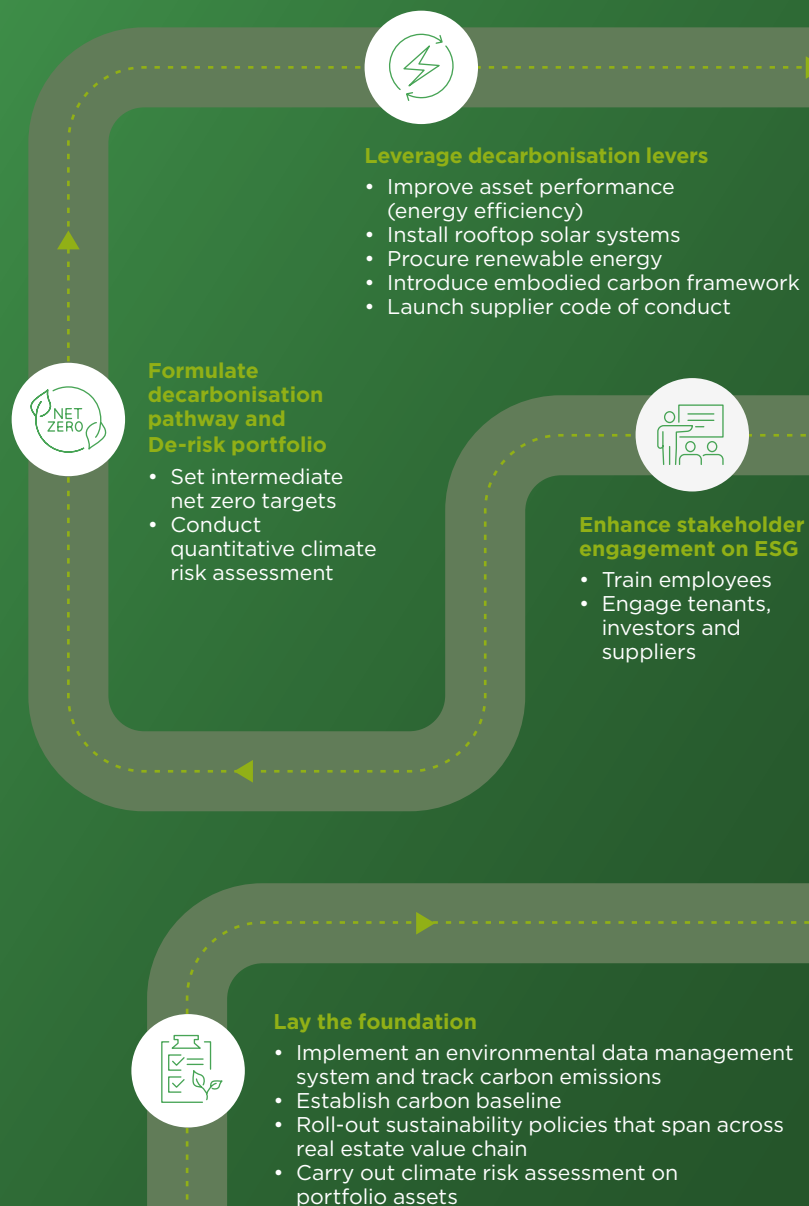 Leverage decarbonisation levers
• Improve asset performance
(energy efficiency)
• Install rooftop solar systems
• Procure renewable energy
• Introduce embodied carbon framework
• Launch supplier code of conduct
NET
ZERO
Formulate
decarbonisation
pathway and
De-risk portfolio
• Set intermediate
net zero targets
• Conduct
quantitative climate
risk assessment
Enhance stakeholder
engagement on ESG
• Train employees
• Engage tenants,
investors and
suppliers
Lay the foundation
• Implement an environmental data management
system and track carbon emissions
• Establish carbon baseline
• Roll-out sustainability policies that span across
real estate value chain
• Carry out climate risk assessment on
portfolio assets